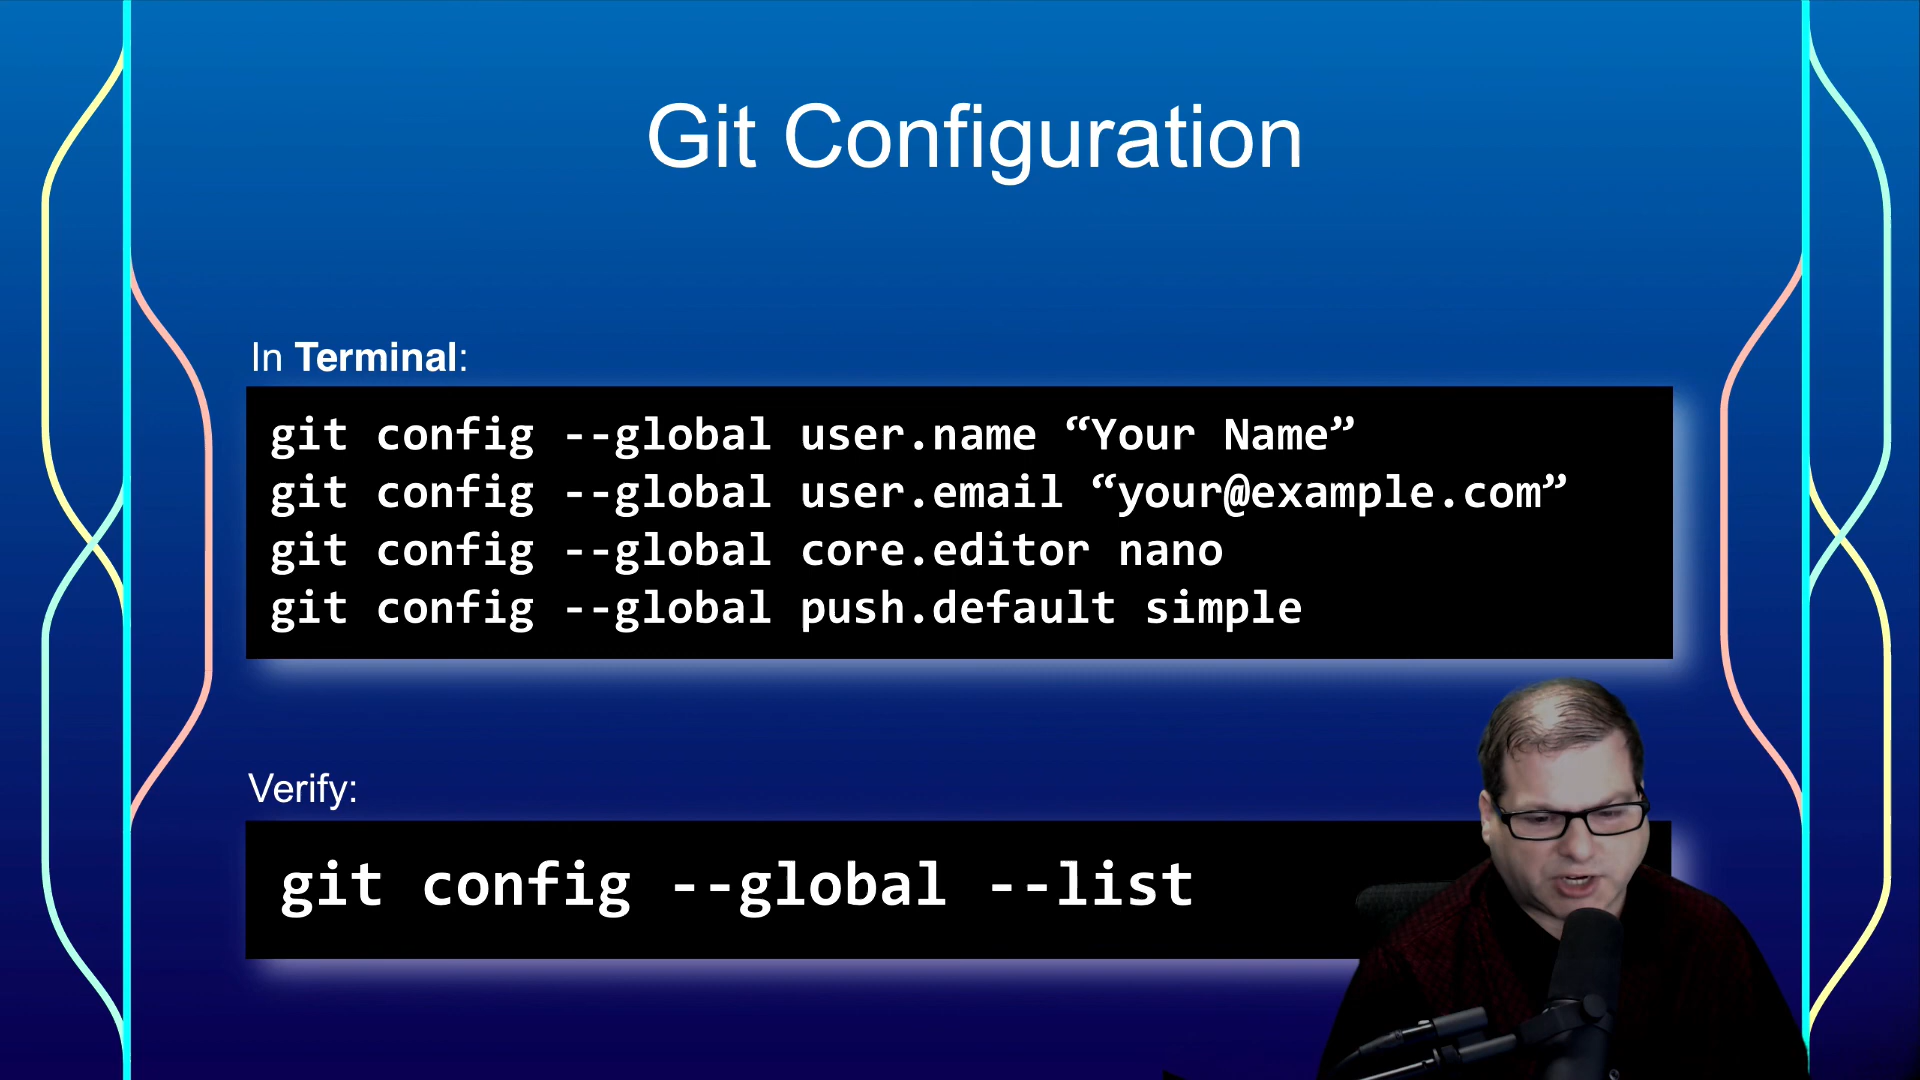 Git Configuration
In Terminal:
git config --global user.name “Your Name”
git config --global user.email “your@example.com”
git config --global core.editor nano
git config --global push.default simple
Verify:
git config --global --list